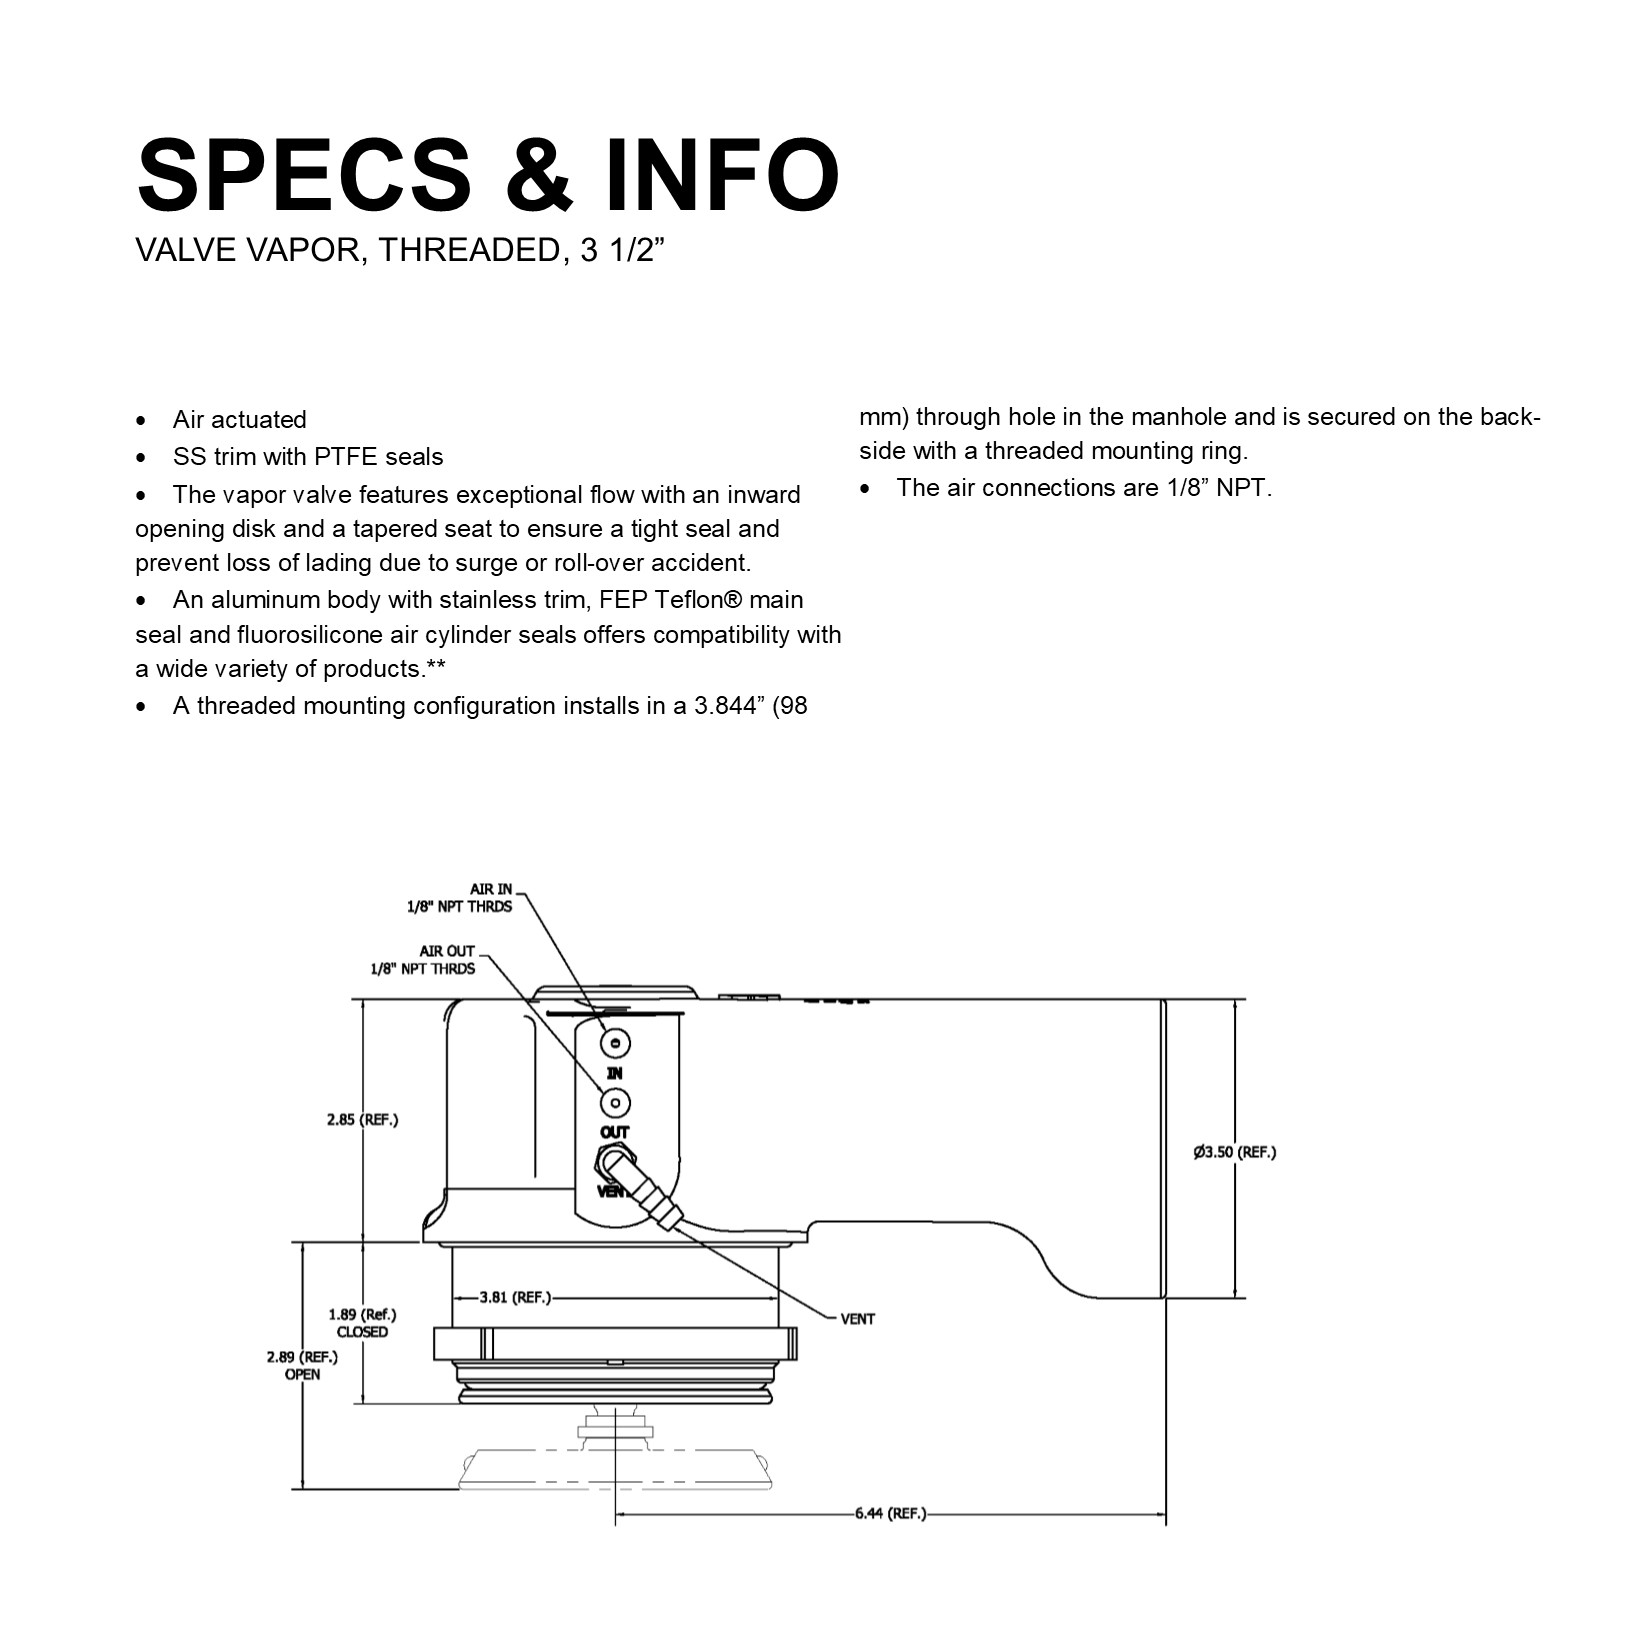 SPECS & INFO
VALVE VAPOR, THREADED, 3 1/2”
• Air actuated
• SS trim with PTFE seals
• The vapor valve features exceptional flow with an inward
opening disk and a tapered seat to ensure a tight seal and
prevent loss of lading due to surge or roll-over accident.
• An aluminum body with stainless trim, FEP Teflon® main
seal and fluorosilicone air cylinder seals offers compatibility with
a wide variety of products.**
• A threaded mounting configuration installs in a 3.844” (98
mm) through hole in the manhole and is secured on the back-
side with a threaded mounting ring.
• The air connections are 1/8” NPT.
AIR IN
1/8" NPT THRDS
AIR OUT
1/8" NPT THRDS
IN
OUT
VENT
2.85 (REF.)
Ø3.50 (REF.)
3.81 (REF.)
1.89 (Ref.)
CLOSED
VENT
2.89 (REF.)
OPEN
6.44 (REF.)